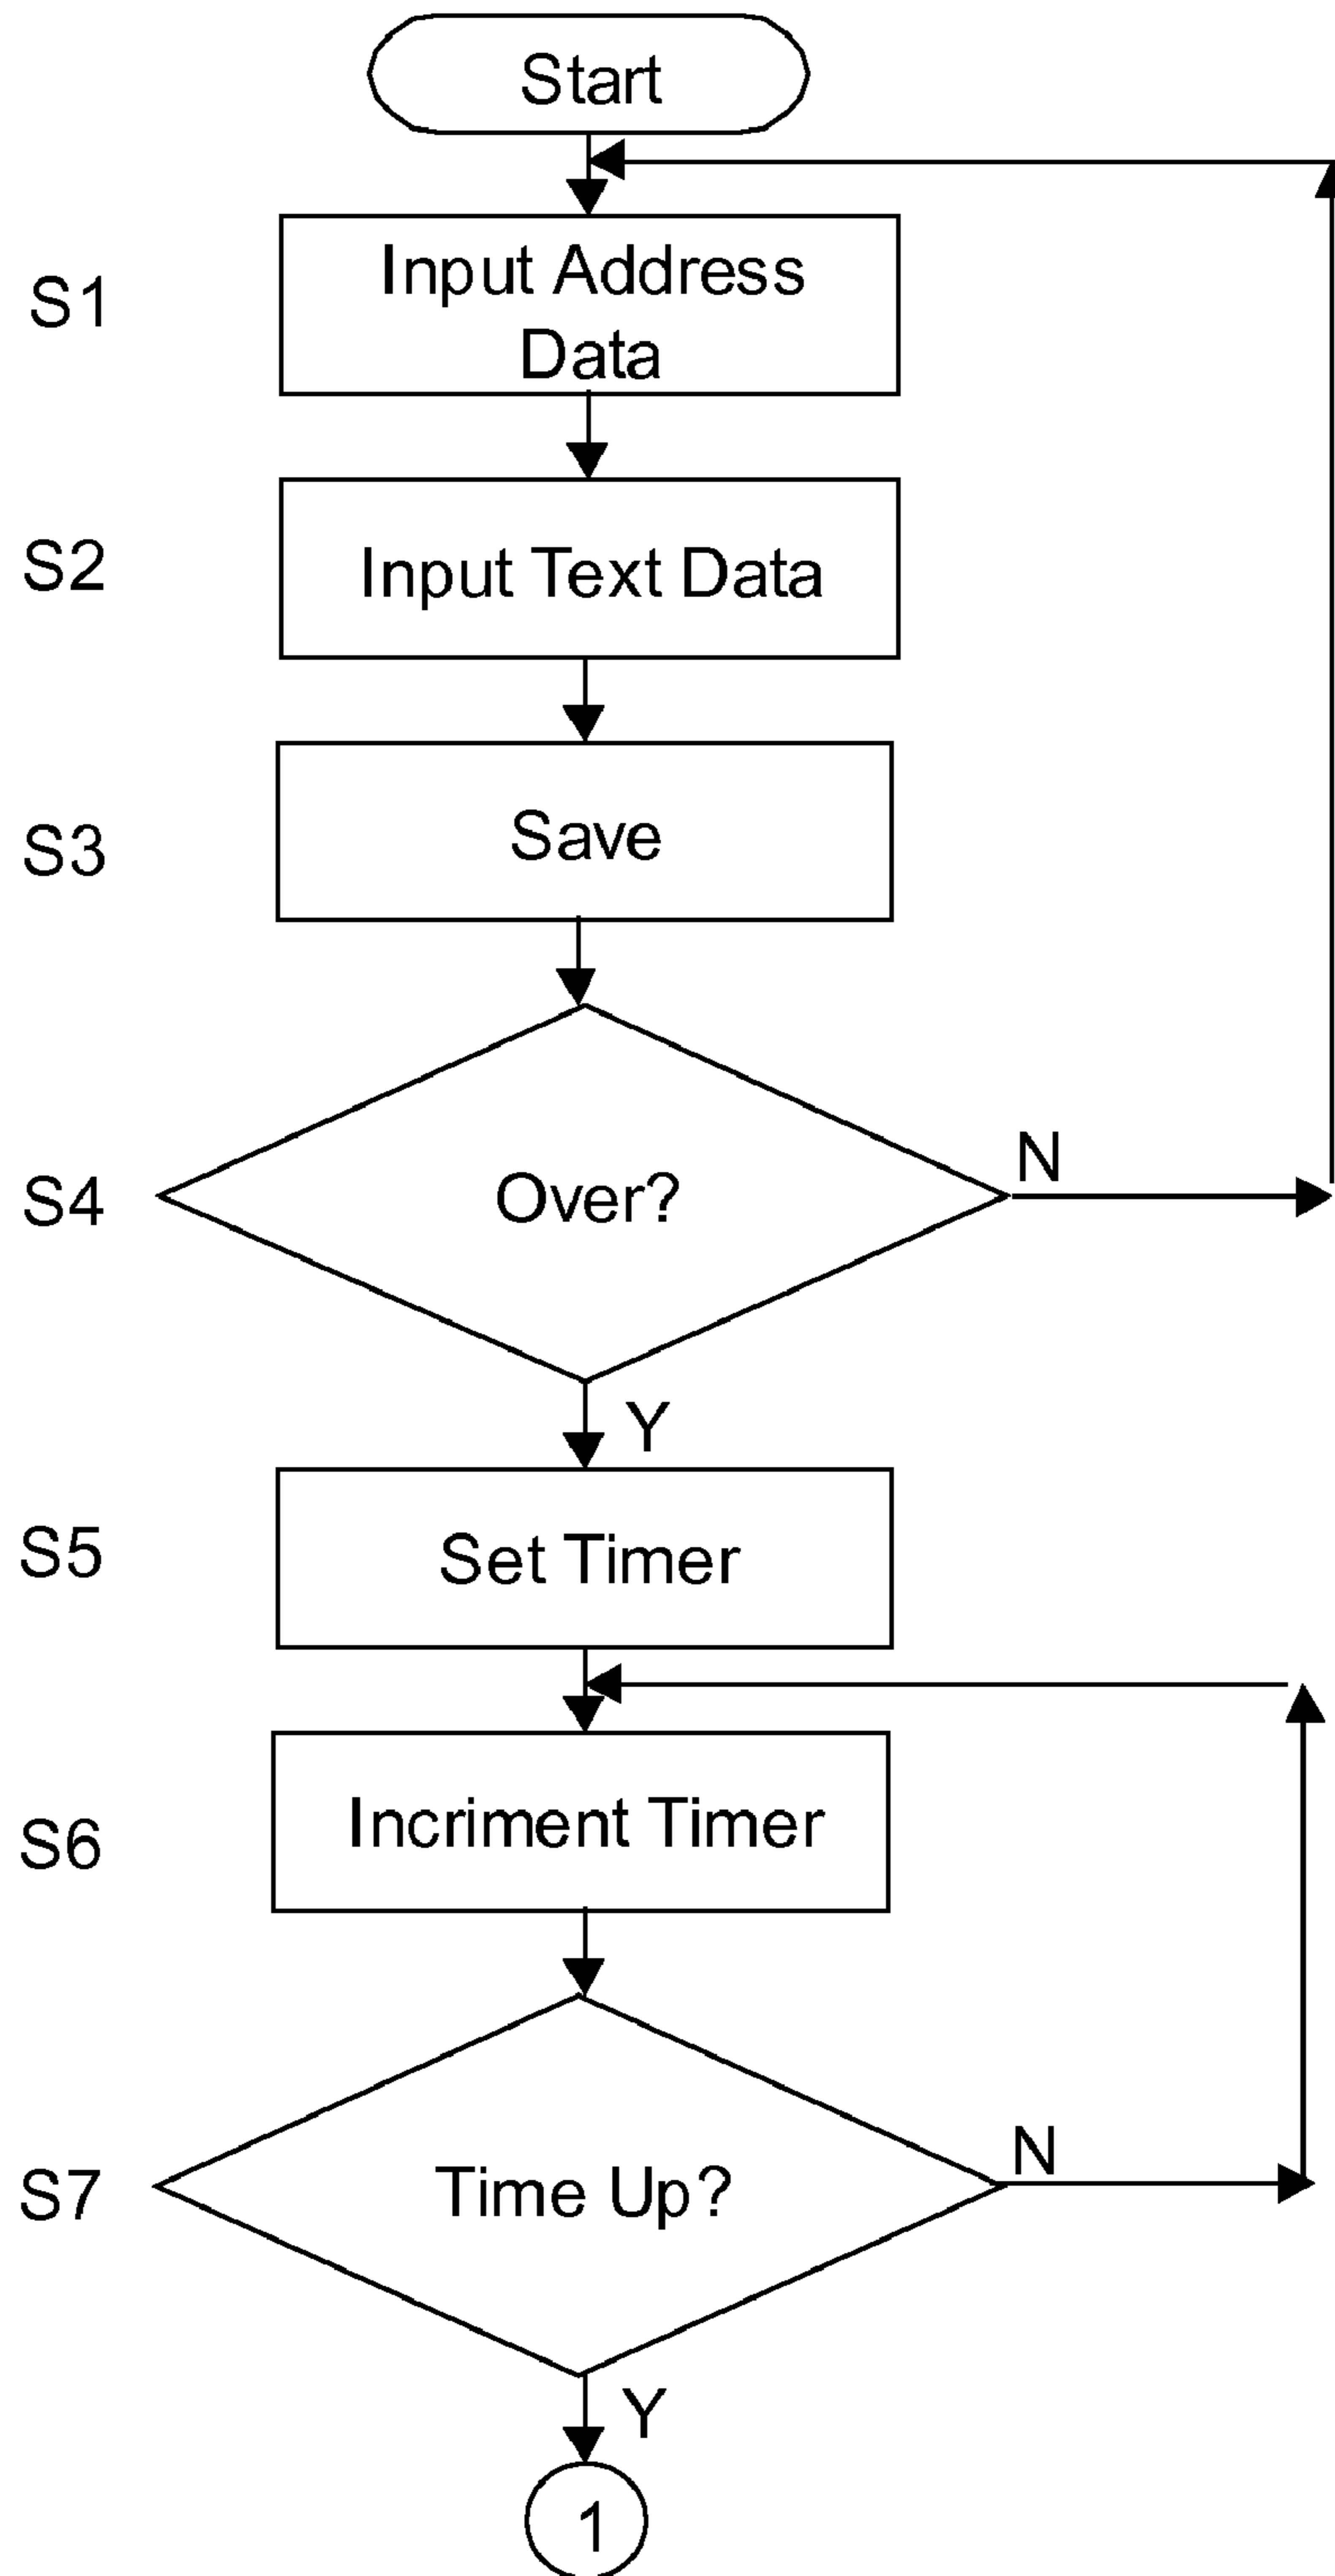 Start
S1
Input Address
Data
S2
Input Text Data
S3
Save
S4
Over?
N
Y
S5
Set Timer
S6
Incriment Timer
S7
Time Up?
N
Y
1